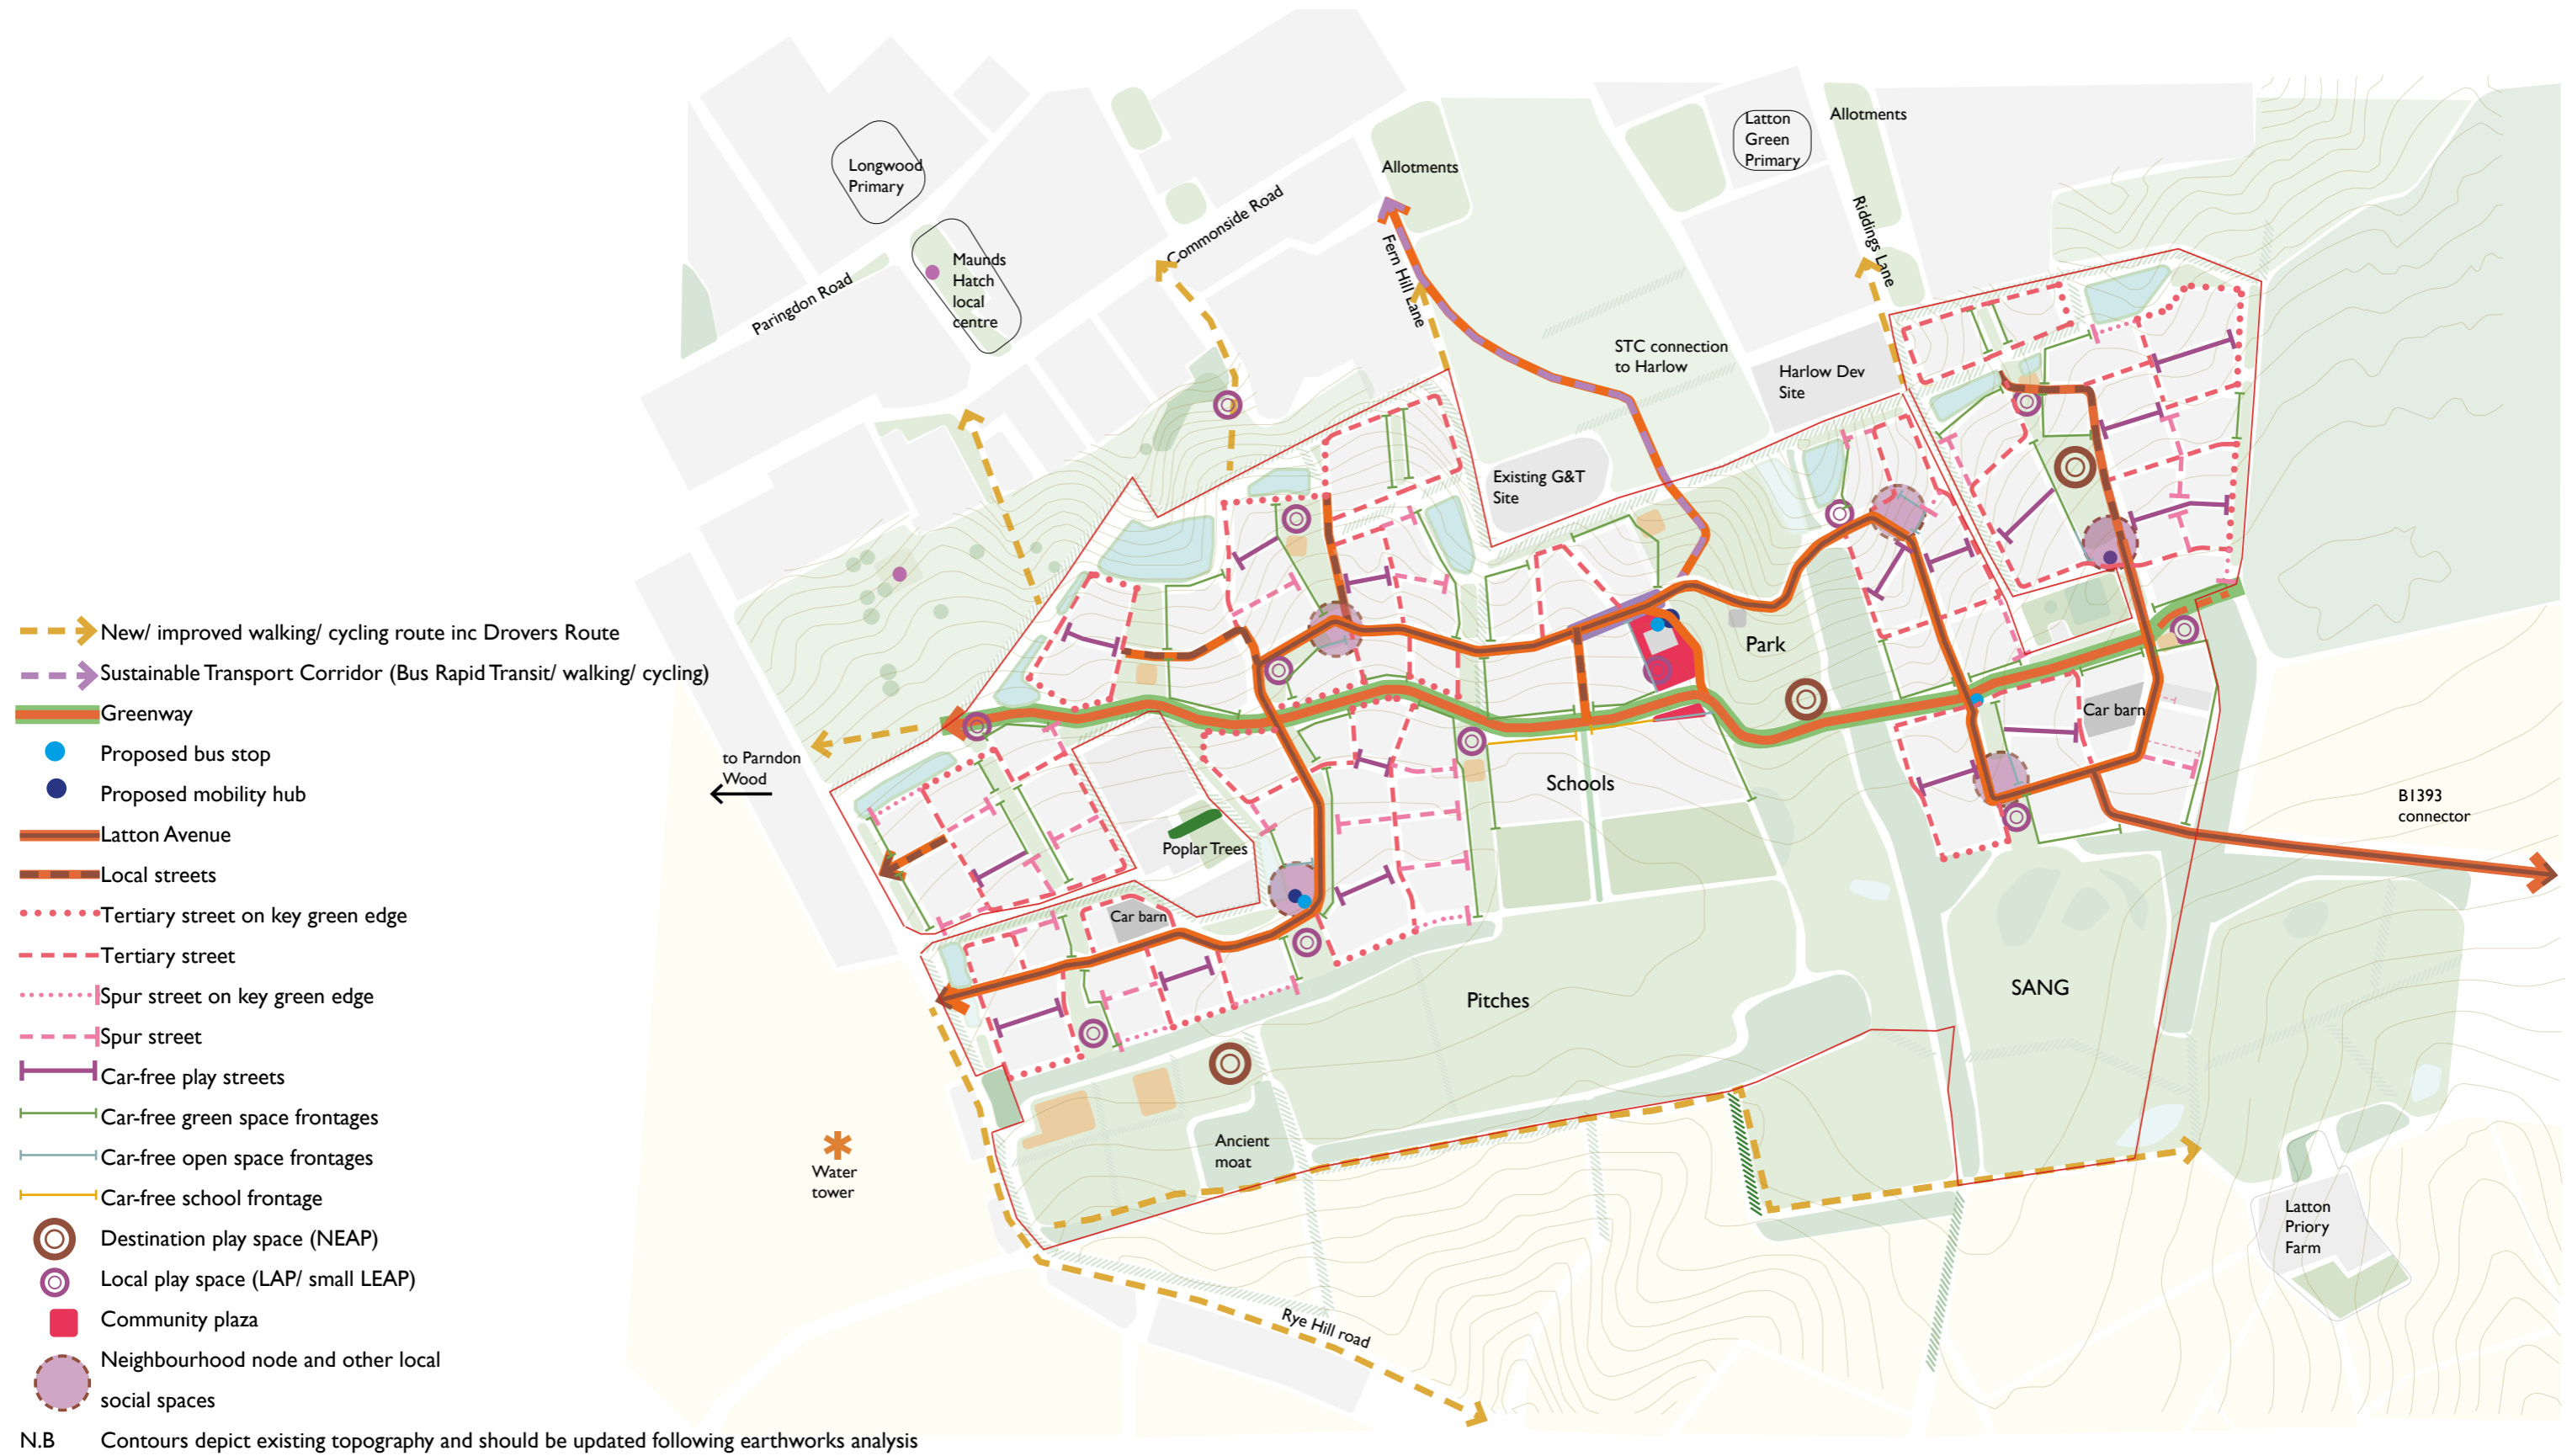 Longwood
Primary
Maunds
Hatch
local
centre
Paringdon Road
Commonside Road
Allotments
Fern Hill Lane
Latton
Green
Primary
Allotments
Riddings Lane
STC connection
to Harlow
Harlow Dev
Site
Existing G&T
Site
Park
Car barn
Schools
to Parndon
Wood
Poplar Trees
Car barn
B1393
connector
SANG
Pitches
Ancient
moat
Water
tower
Latton
Priory
Farm
Rye Hill road
New/ improved walking/ cycling route inc Drovers Route
Sustainable Transport Corridor (Bus Rapid Transit/ walking/ cycling)
Greenway
Proposed bus stop
Proposed mobility hub
Latton Avenue
Local streets
Tertiary street on key green edge
Tertiary street
Spur street on key green edge
Spur street
Car-free play streets
Car-free green space frontages
Car-free open space frontages
Car-free school frontage
Destination play space (NEAP)
Local play space (LAP/ small LEAP)
Community plaza
Neighbourhood node and other local
social spaces
N.B Contours depict existing topography and should be updated following earthworks analysis